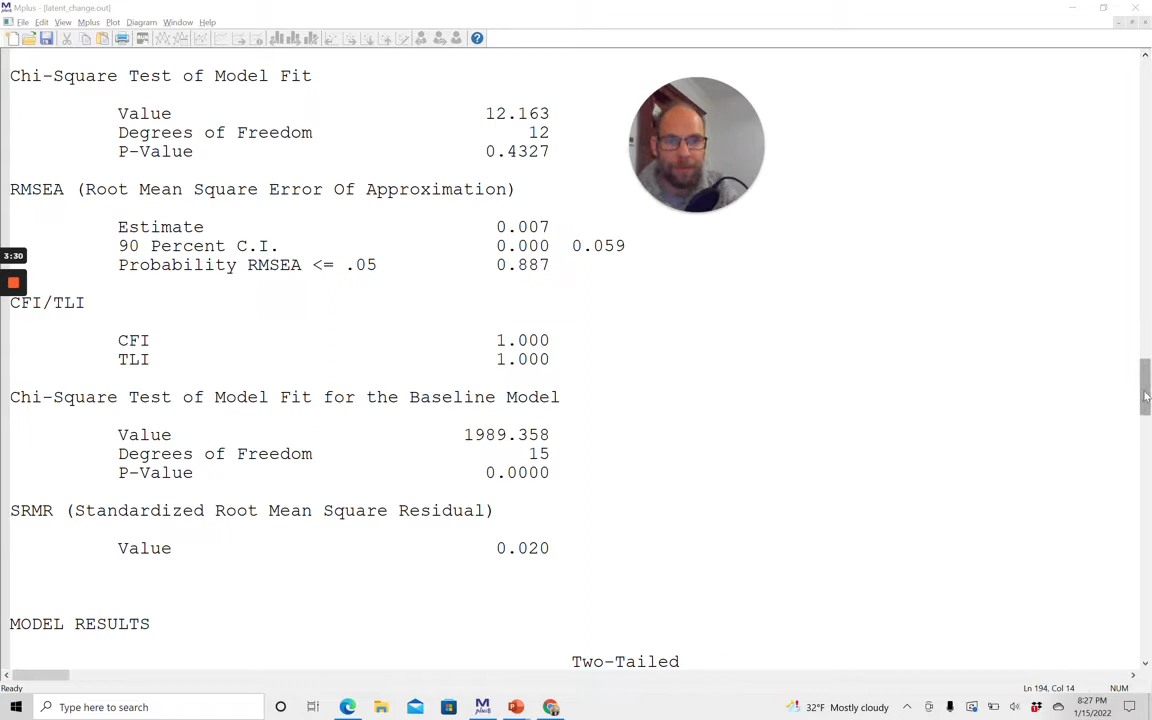 Mplus - [latent_change.out]
File Edit View Mplus Plot Diagram Window Help
Chi-Square Test of Model Fit
Value 12.163
Degrees of Freedom 12
P-Value 0.4327
RMSEA (Root Mean Square Error Of Approximation)
Estimate 0.007
90 Percent C.I. 0.000 0.059
Probability RMSEA <= .05 0.887
3:30
CFI/TLI
CFI 1.000
TLI 1.000
Chi-Square Test of Model Fit for the Baseline Model
Value 1989.358
Degrees of Freedom 15
P-Value 0.0000
SRMR (Standardized Root Mean Square Residual)
Value 0.020
MODEL RESULTS
Two-Tailed
Ready Ln 194, Col 14 NUM
Type here to search 32°F Mostly cloudy 8:27 PM
1/15/2022